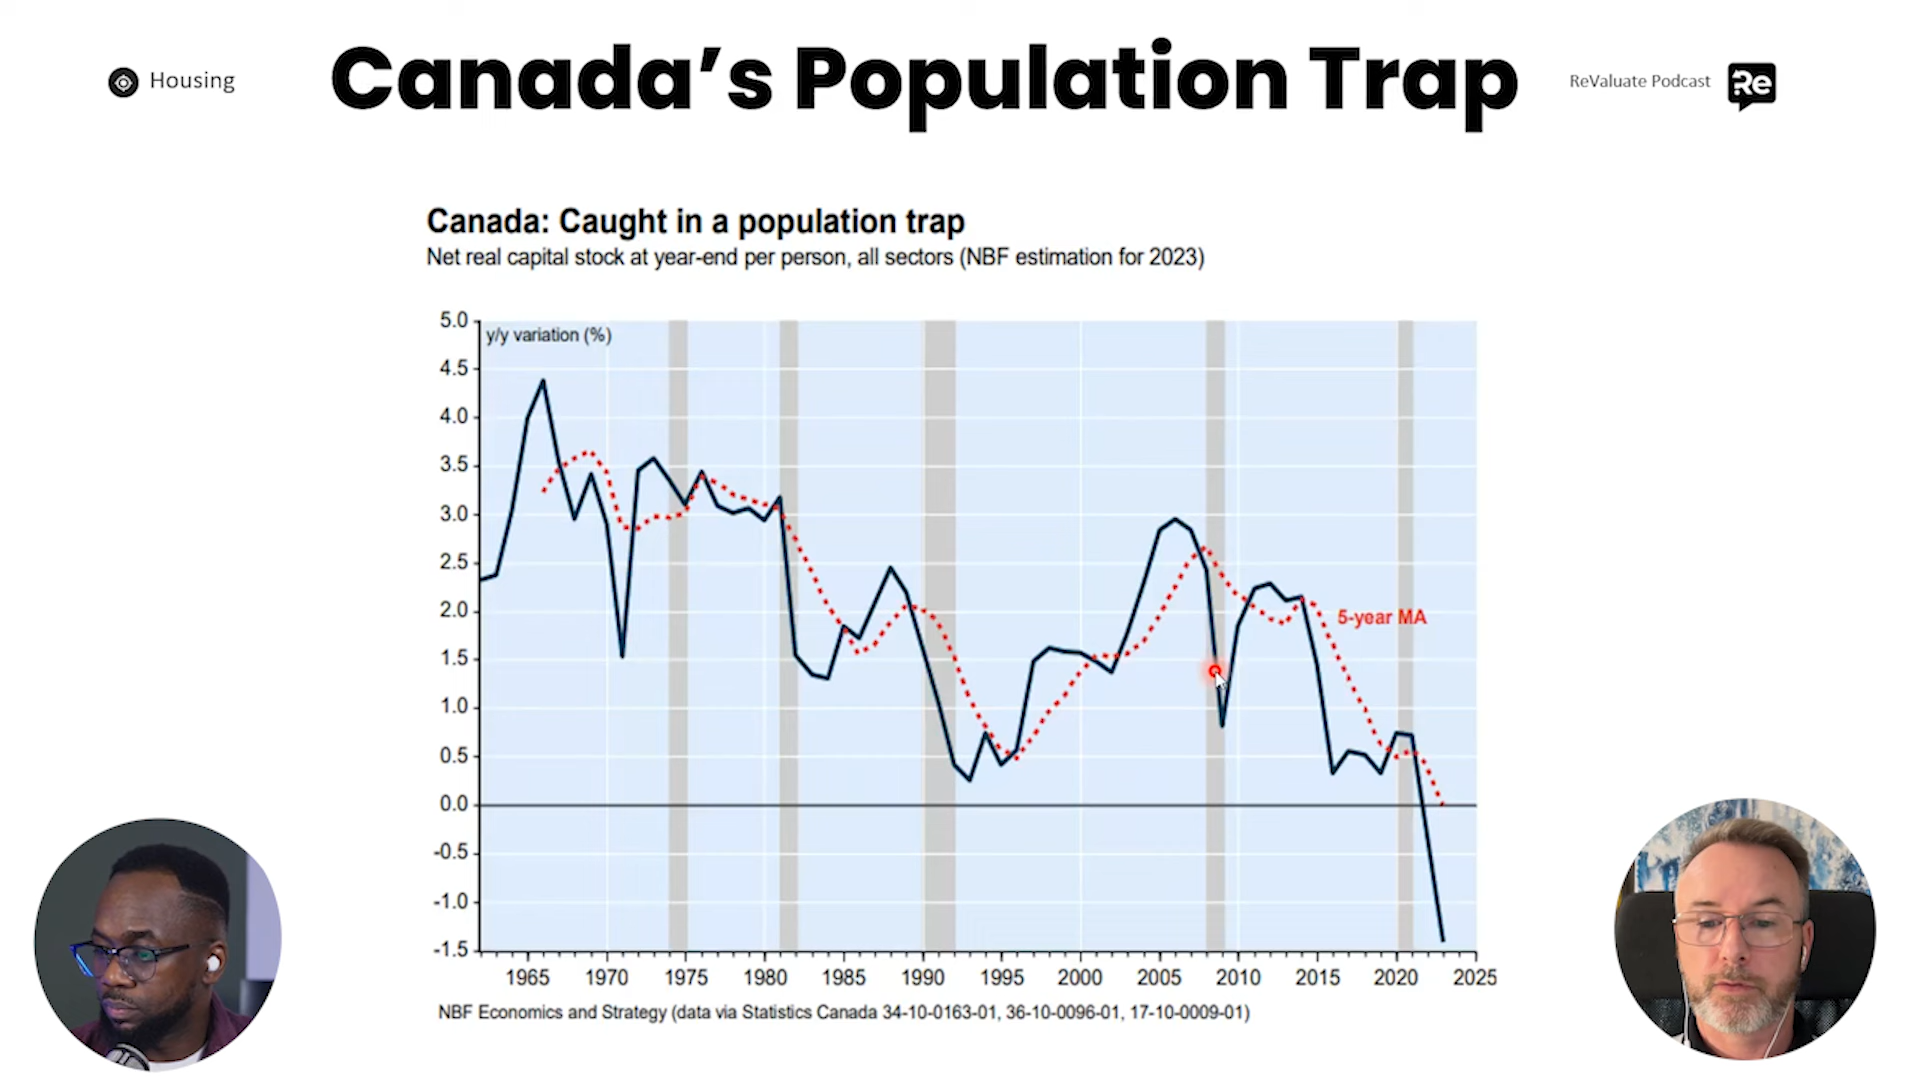 Housing
Canada's Population Trap
ReValuate Podcast
Re
Canada: Caught in a population trap
Net real capital stock at year-end per person, all sectors (NBF estimation for 2023)
y/y variation (%)
5.0
4.5
4.0
3.5
3.0
2.5
2.0
1.5
1.0
0.5
0.0
-0.5
-1.0
-1.5
5-year MA
1965 1970 1975 1980 1985 1990 1995 2000 2005 2010 2015 2020 2025
NBF Economics and Strategy (data via Statistics Canada 34-10-0163-01, 36-10-0096-01, 17-10-0009-01)